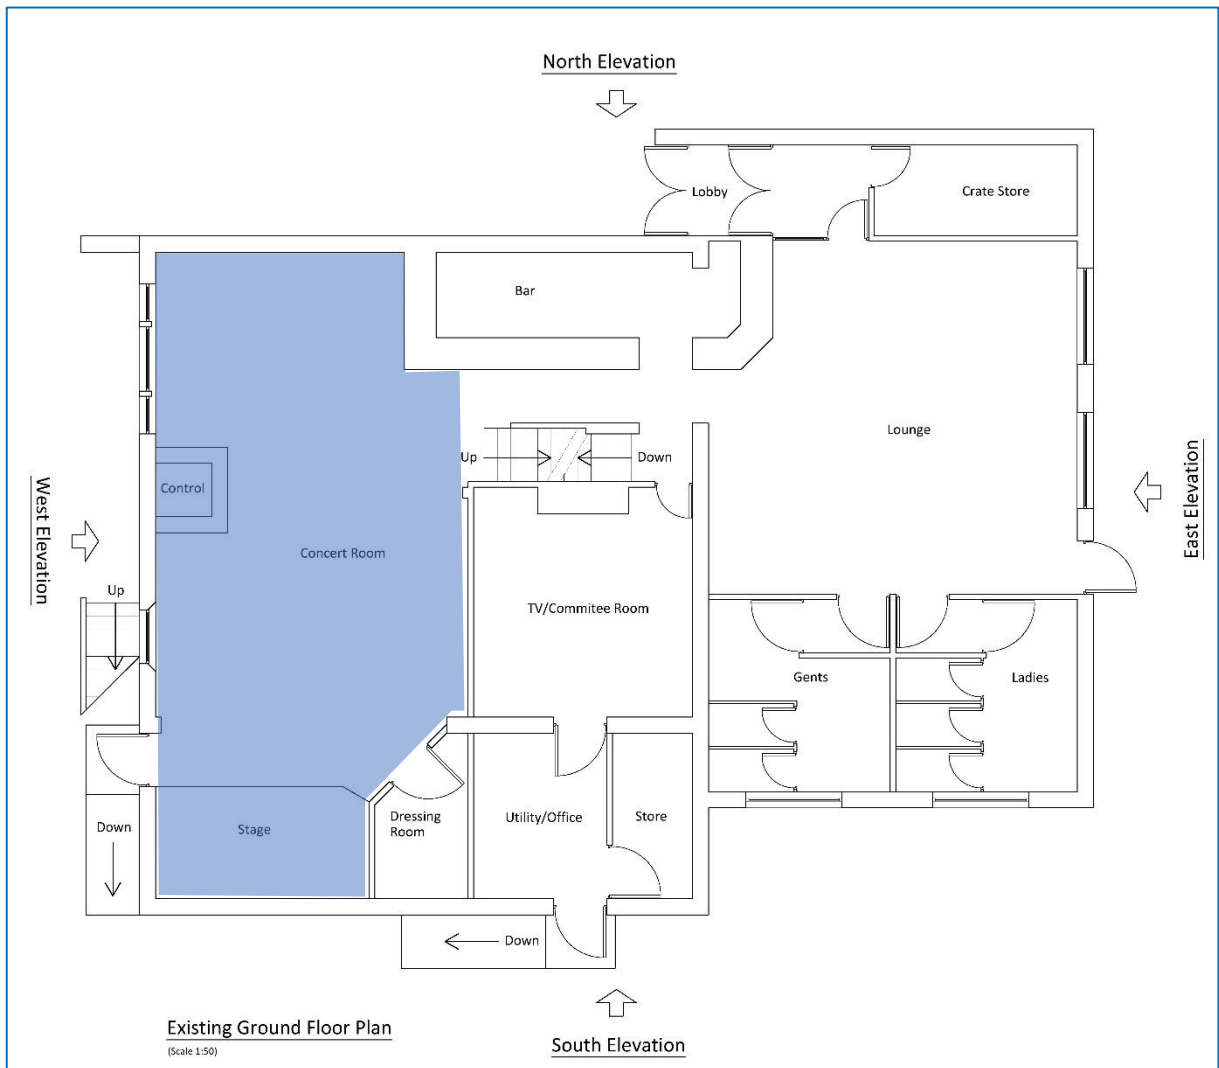 North Elevation
Lobby
Crate Store
Bar
Lounge
Up
Down
Control
West Elevation
East Elevation
Concert Room
Up
TV/Commitee Room
Gents
Ladies
Down
Stage
Dressing
Room
Utility/Office
Store
Down
Existing Ground Floor Plan
(Scale 1:50)
South Elevation